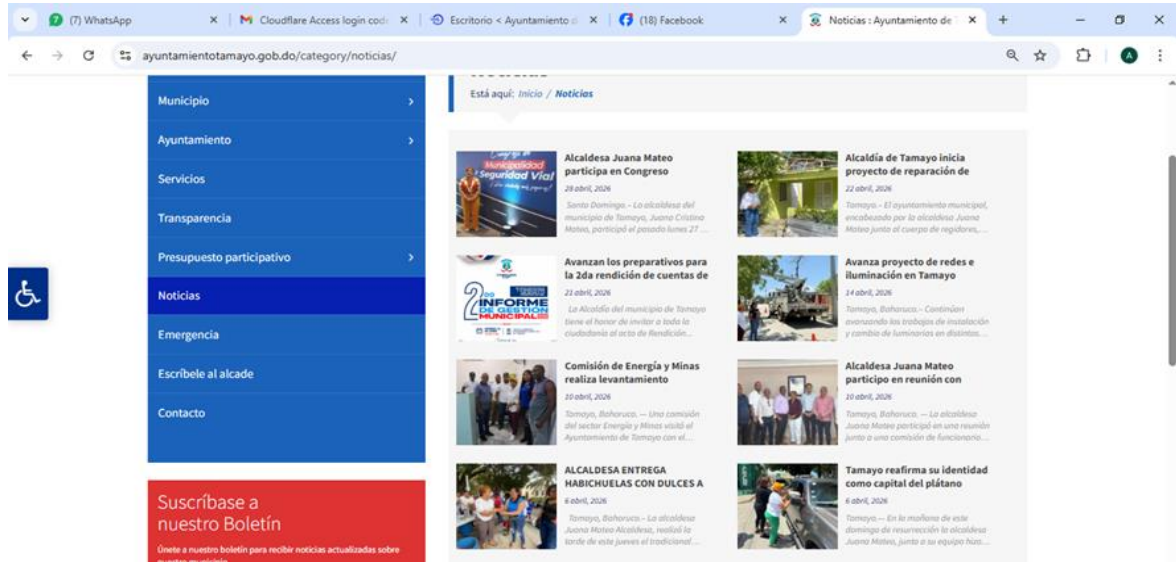 (7) WhatsApp
Cloudflare Access login code
Escritorio < Ayuntamiento d
(18) Facebook
Noticias : Ayuntamiento de T
ayuntamientotamayo.gob.do/category/noticias/
A
Municipio
Ayuntamiento
Servicios
Transparencia
Presupuesto participativo
Noticias
Emergencia
Escríbele al alcade
Contacto
Suscríbase a
nuestro Boletín
Únete a nuestro boletín para recibir noticias actualizadas sobre
nuestro municipio
Está aquí: Inicio / Noticias
Municipalidad
Seguridad Vial
Alcaldesa Juana Mateo
participa en Congreso
28 abril, 2026
Santo Domingo.- La alcaldesa del
municipio de Tamayo, Juana Cristina
Mateo, participó el pasado lunes 27 ...
Alcaldía de Tamayo inicia
proyecto de reparación de
22 abril, 2026
Tamayo.- El ayuntamiento municipal,
encabezado por la alcaldesa Juana
Mateo junto al cuerpo de regidores,...
2do
INFORME
DE GESTIÓN
MUNICIPAL
Avanzan los preparativos para
la 2da rendición de cuentas de
21 abril, 2026
La Alcaldía del municipio de Tamayo
tiene el honor de invitar a toda la
ciudadanía al acto de Rendición...
Avanza proyecto de redes e
iluminación en Tamayo
14 abril, 2026
Tamayo, Bahoruco.- Continúan
avanzando los trabajos de instalación
y cambio de luminarias en distintas...
Comisión de Energía y Minas
realiza levantamiento
10 abril, 2026
Tamayo, Bahoruco. — Una comisión
del sector Energía y Minas visitó el
Ayuntamiento de Tamayo con el...
Alcaldesa Juana Mateo
participo en reunión con
10 abril, 2026
Tamayo, Bahoruco. — La alcaldesa
Juana Mateo participó en una reunión
junto a una comisión de funcionario...
ALCALDESA ENTREGA
HABICHUELAS CON DULCES A
6 abril, 2026
Tamayo, Bahoruco.- La alcaldesa
Juana Mateo Alcaldesa, realizó la
tarde de este jueves el tradicional ...
Tamayo reafirma su identidad
como capital del plátano
6 abril, 2026
Tamayo.— En la mañana de este
domingo de resurrección la alcaldesa
Juana Mateo, junto a su equipo hizo...